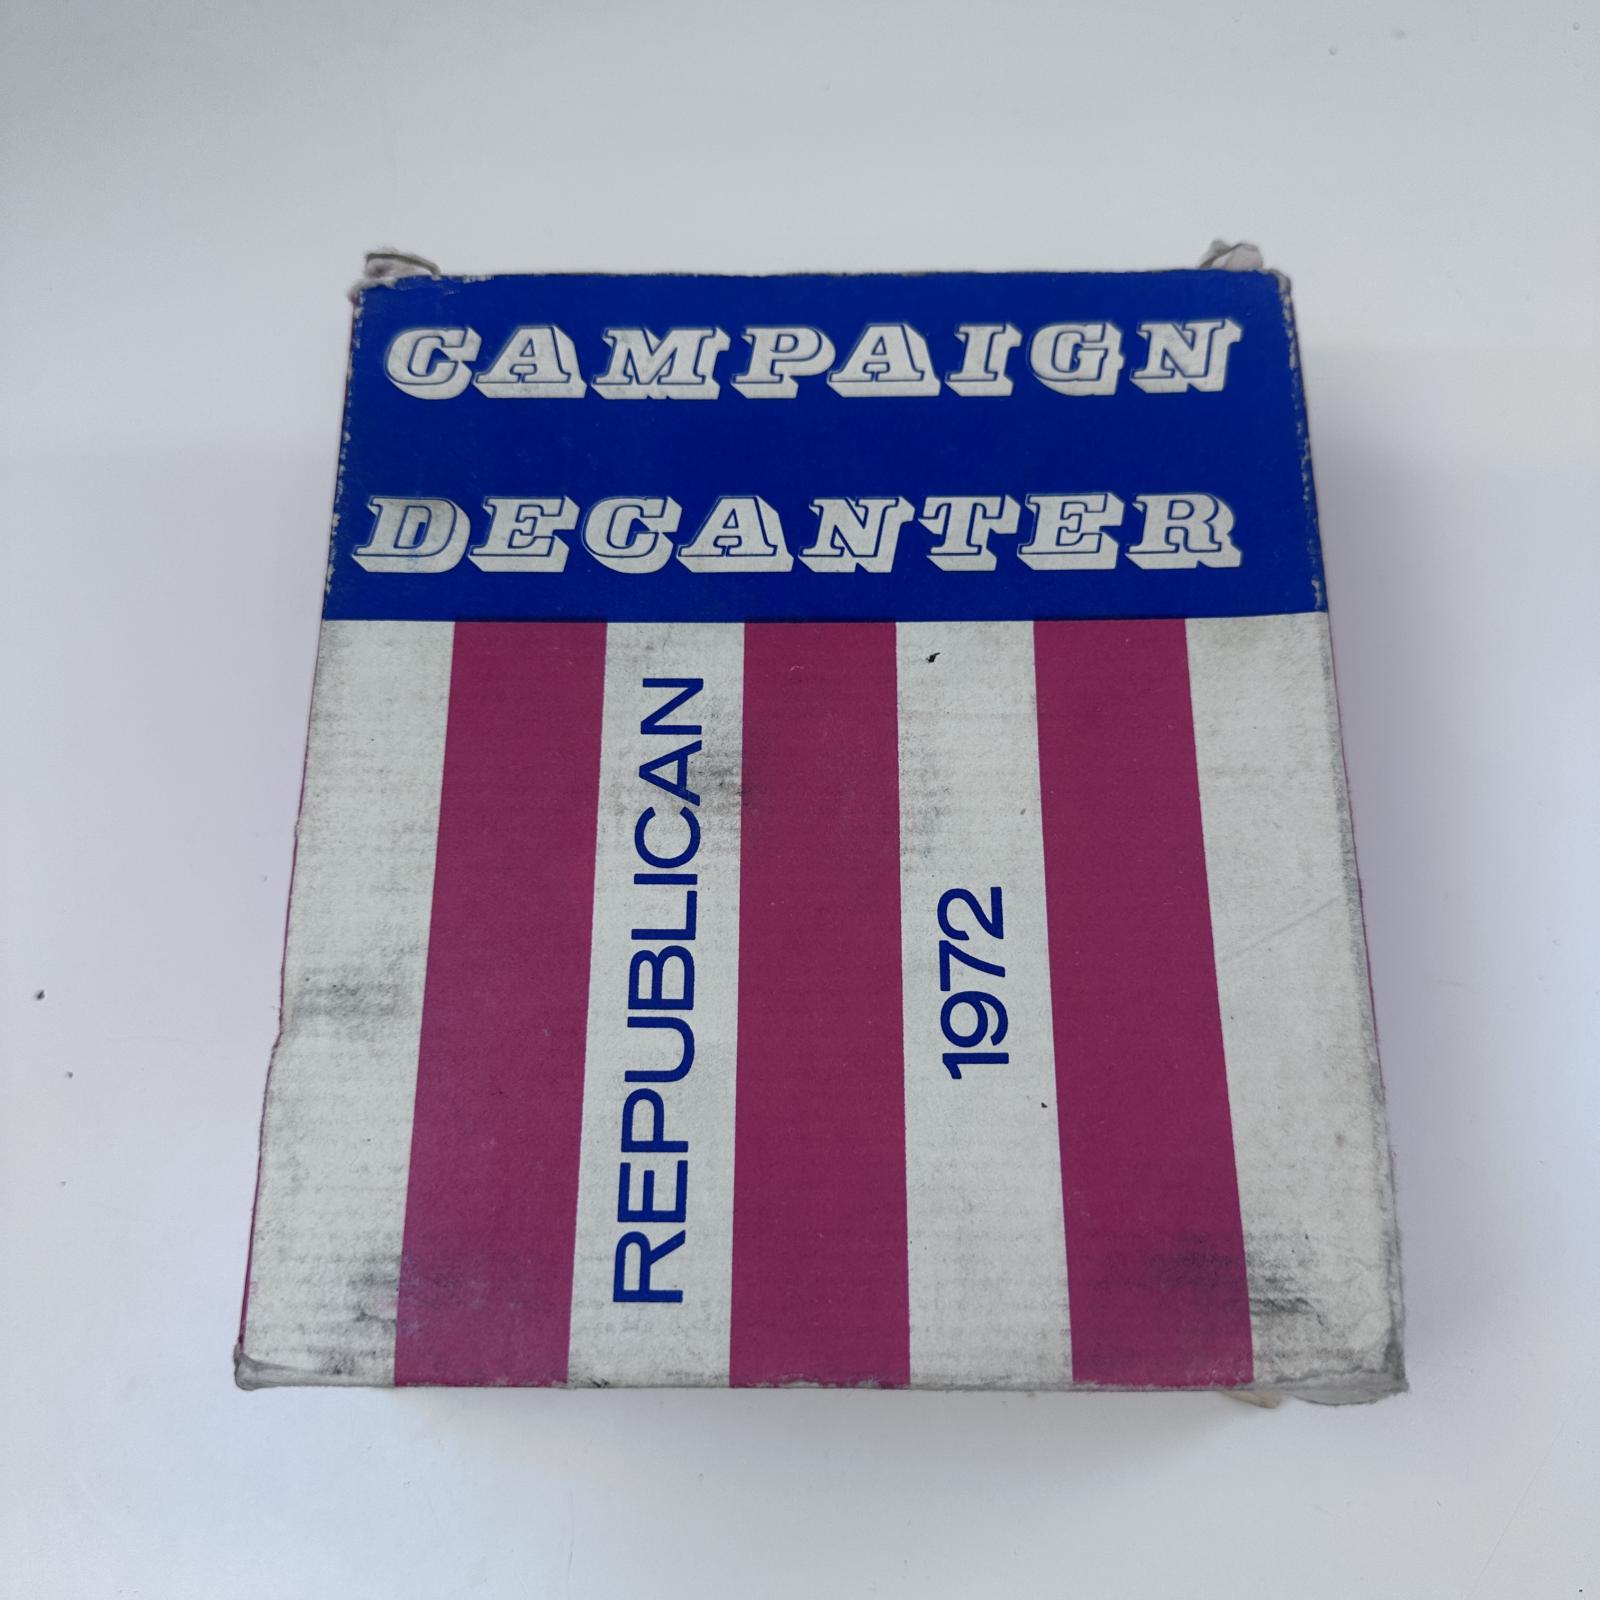 CAMPAIGN
DECANTER
REPUBLICAN
1972